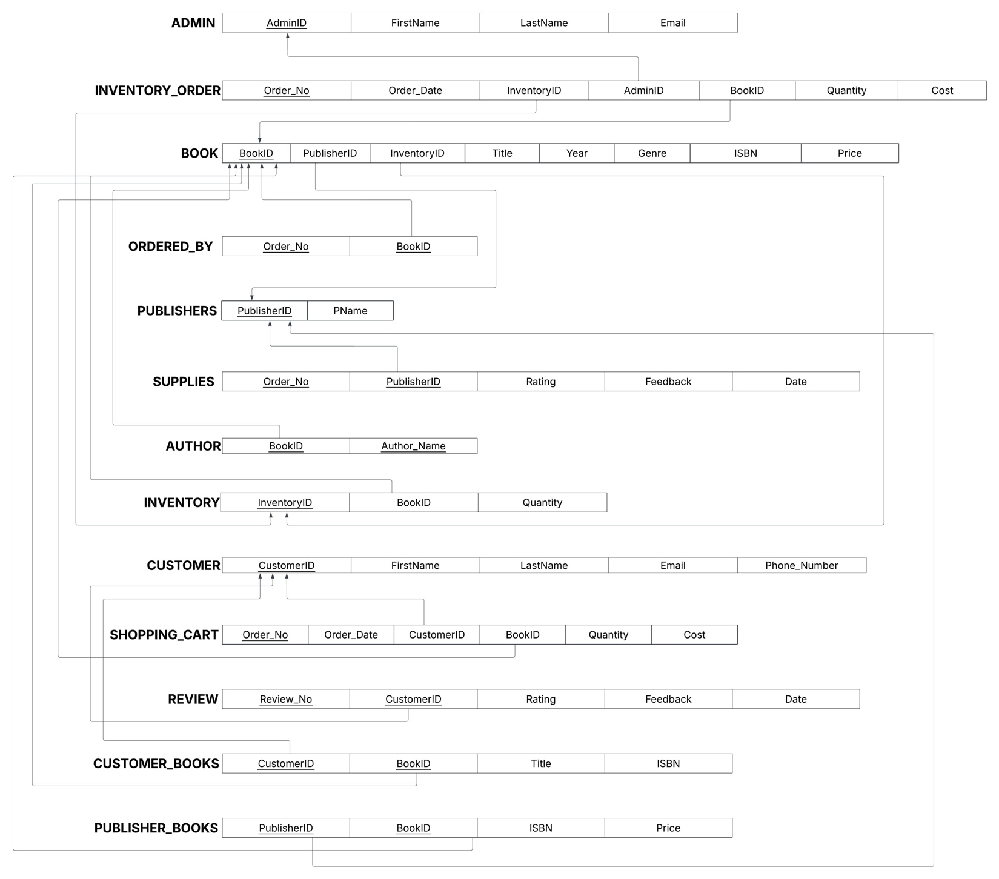 ADMIN AdminID FirstName LastName Email
INVENTORY_ORDER Order_No Order_Date InventoryID AdminID BookID Quantity Cost
BOOK BookID PublisherID InventoryID Title Year Genre ISBN Price
ORDERED_BY Order_No BookID
PUBLISHERS PublisherID PName
SUPPLIES Order_No PublisherID Rating Feedback Date
AUTHOR BookID Author_Name
INVENTORY InventoryID BookID Quantity
CUSTOMER CustomerID FirstName LastName Email Phone_Number
SHOPPING_CART Order_No Order_Date CustomerID BookID Quantity Cost
REVIEW Review_No CustomerID Rating Feedback Date
CUSTOMER_BOOKS CustomerID BookID Title ISBN
PUBLISHER_BOOKS PublisherID BookID ISBN Price